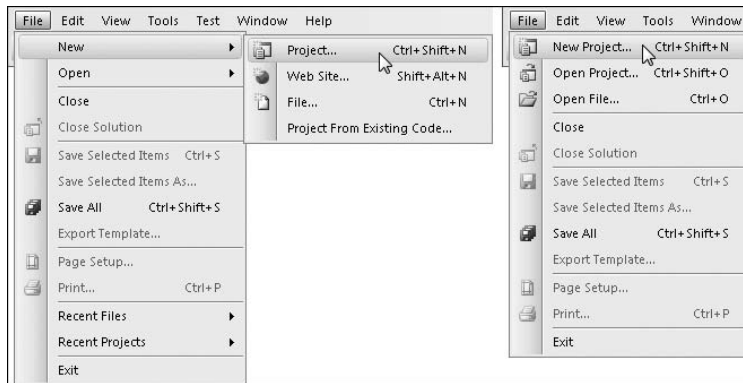 File Edit View Tools Test Window Help
New
Project... Ctrl+Shift+N
Open
Web Site... Shift+Alt+N
Close
File... Ctrl+N
Close Solution
Project From Existing Code...
Save Selected Items Ctrl+S
Save Selected Items As...
Save All Ctrl+Shift+S
Export Template...
Page Setup...
Print... Ctrl+P
Recent Files
Recent Projects
Exit
File Edit View Tools Window
New Project... Ctrl+Shift+N
Open Project... Ctrl+Shift+O
Open File... Ctrl+O
Close
Close Solution
Save Selected Items Ctrl+S
Save Selected Items As...
Save All Ctrl+Shift+S
Export Template...
Page Setup...
Print... Ctrl+P
Exit